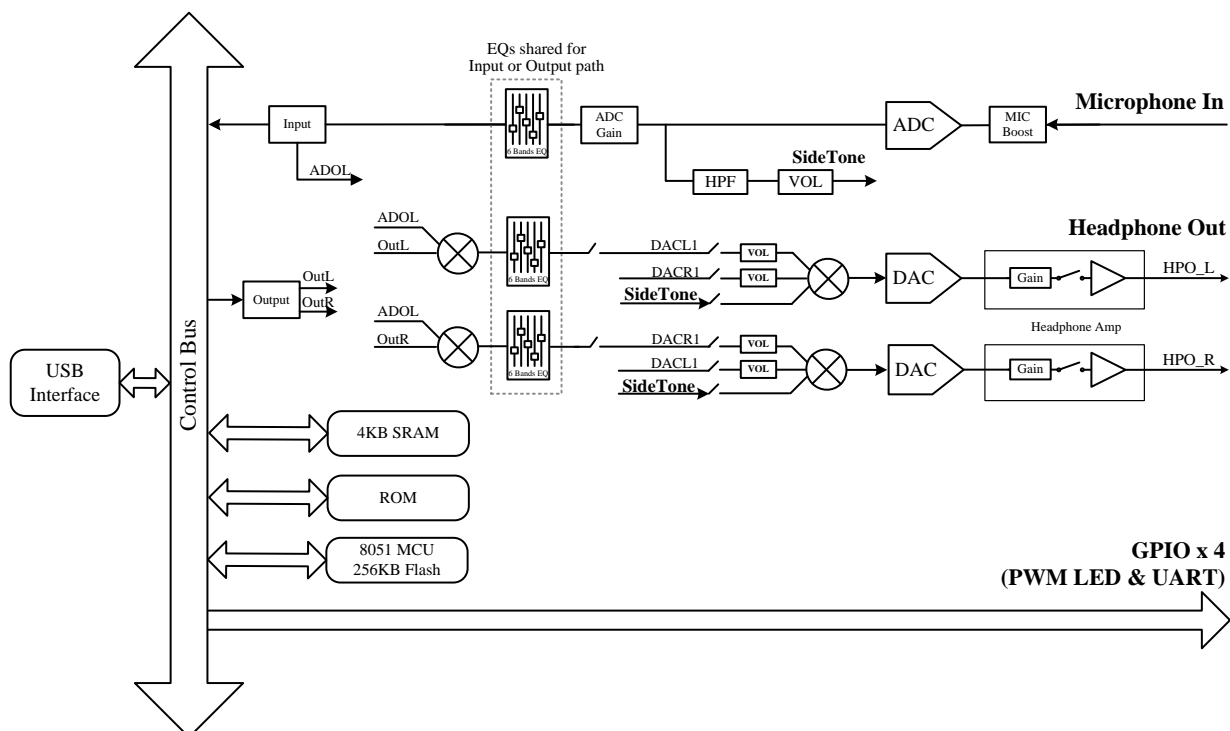 EQs shared for
Input or Output path
Microphone In
Input
ADOL
6 Bands EQ
ADC
Gain
ADC
MIC
Boost
SideTone
HPF
VOL
Headphone Out
ADOL
OutL
6 Bands EQ
DACL1
VOL
DACR1
VOL
SideTone
DAC
Gain
HPO_L
Headphone Amp
Output
OutL
OutR
ADOL
OutR
6 Bands EQ
DACR1
VOL
DACL1
VOL
SideTone
DAC
Gain
HPO_R
USB
Interface
Control Bus
4KB SRAM
ROM
8051 MCU
256KB Flash
GPIO x 4
(PWM LED & UART)